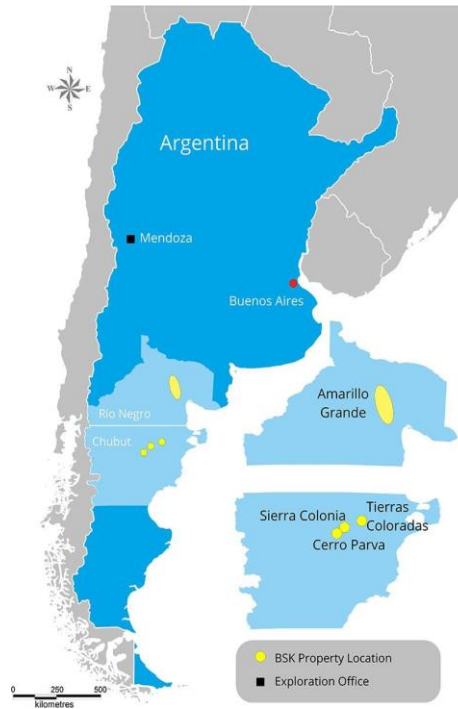 N
W E
S
Argentina
Mendoza
Buenos Aires
Río Negro
Chubut
Amarillo
Grande
Tierras
Coloradas
Sierra Colonia
Cerro Parva
BSK Property Location
Exploration Office
0 250 500
kilometres